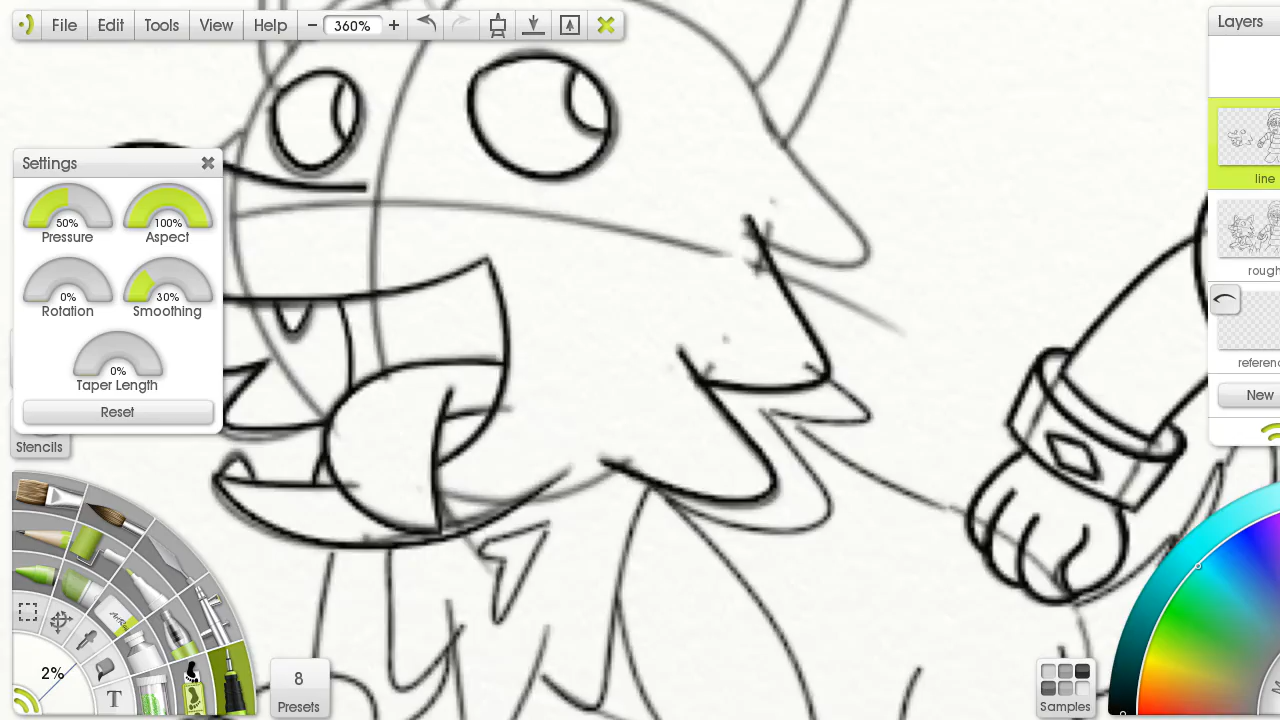 File Edit Tools View Help − 360% +
Layers
Settings
50% 100%
Pressure Aspect
0% 30%
Rotation Smoothing
0%
Taper Length
Reset
line
rough
referenc
New
Stencils
2%
T
8
Presets
Samples